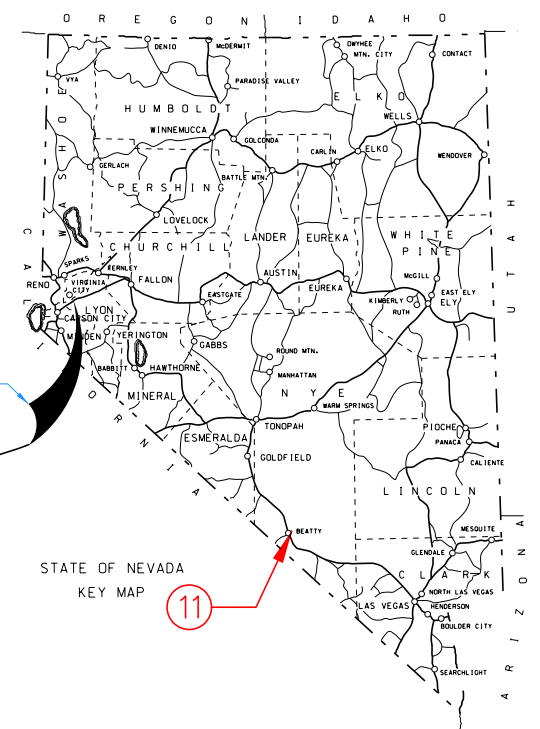 OREGON IDAHO
DENIO
McDERMIT
OWYHEE
MTN. CITY
CONTACT
VYA
PARADISE VALLEY
HUMBOLDT
ELKO
WASHOE
WINNEMUCCA
GOLCONDA
WELLS
CARLIN
ELKO
WENDOVER
GERLACH
BATTLE MTN.
PERSHING
LOVELOCK
LANDER
EUREKA
WHITE
PINE
UTAH
CHURCHILL
SPARKS
FERNLEY
RENO
VIRGINIA
CITY
FALLON
AUSTIN
EUREKA
McGILL
EAST ELY
ELY
KIMBERLY
RUTH
EASTGATE
LYON
CARSON CITY
MINDEN
YERINGTON
GABBS
ROUND MTN.
MANHATTAN
BABBITT
HAWTHORNE
NYE
MINERAL
WARM SPRINGS
TONOPAH
PIOCHE
PANACA
ESMERALDA
GOLDFIELD
CALIENTE
LINCOLN
CALIFORNIA
BEATTY
MESQUITE
GLENDALE
STATE OF NEVADA
KEY MAP
11
CLARK
NORTH LAS VEGAS
LAS VEGAS
HENDERSON
BOULDER CITY
SEARCHLIGHT
ARIZONA